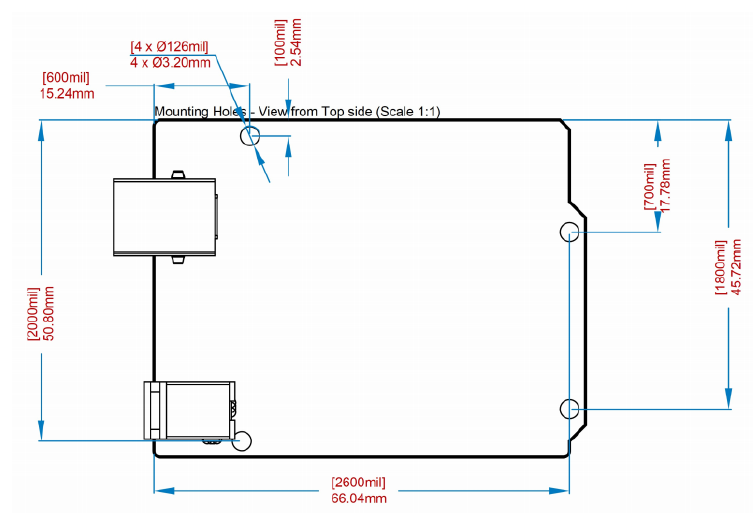 [4 x Ø126mil]
4 x Ø3.20mm
[100mil]
2.54mm
[600mil]
15.24mm
Mounting Holes - View from Top side (Scale 1:1)
[700mil]
17.78mm
[1800mil]
45.72mm
[2000mil]
50.80mm
[2600mil]
66.04mm